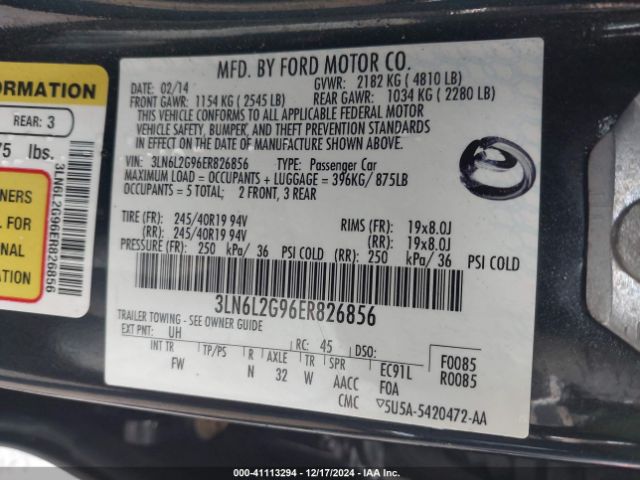 ORMATION
REAR: 3
75 lbs.
NERS
FOR
ONAL
ATION
3LN6L2G96ER826856
MFD. BY FORD MOTOR CO.
DATE: 02/14 GVWR: 2182 KG ( 4810 LB)
FRONT GAWR: 1154 KG ( 2545 LB) REAR GAWR: 1034 KG ( 2280 LB)
THIS VEHICLE CONFORMS TO ALL APPLICABLE FEDERAL MOTOR
VEHICLE SAFETY, BUMPER, AND THEFT PREVENTION STANDARDS
IN EFFECT ON THE DATE OF MANUFACTURE SHOWN ABOVE.
VIN: 3LN6L2G96ER826856 TYPE: Passenger Car
MAXIMUM LOAD = OCCUPANTS + LUGGAGE = 396KG/ 875LB
OCCUPANTS = 5 TOTAL; 2 FRONT, 3 REAR
TIRE (FR): 245/40R19 94V RIMS (FR): 19x8.0J
(RR): 245/40R19 94V (RR): 19x8.0J
PRESSURE (FR): 250 kPa/ 36 PSI COLD (RR): 250 kPa/ 36 PSI COLD
3LN6L2G96ER826856
TRAILER TOWING - SEE OWNER GUIDE
EXT PNT: UH RC: 45 DSO: F0085
INT TR TP/PS R AXLE TR SPR EC91L R0085
FW N 32 W AACC FOA
CMC 5U5A-5420472-AA
000-41113294 - 12/17/2024 - IAA Inc.